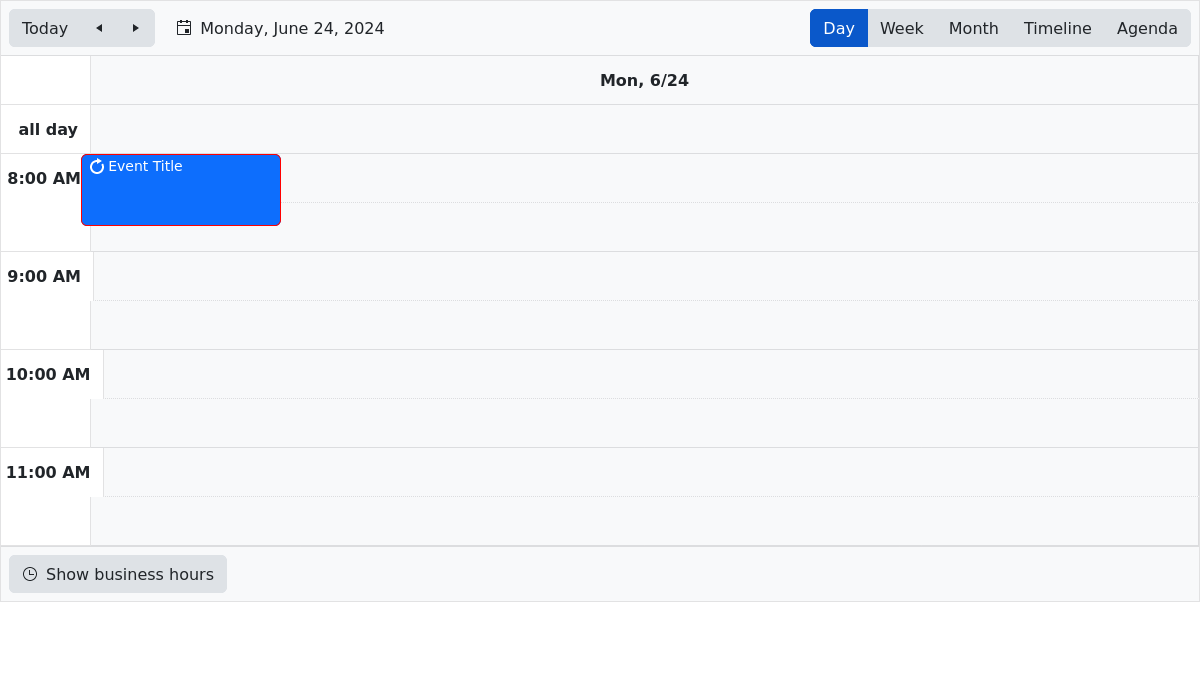 Today Monday, June 24, 2024 Day Week Month Timeline Agenda
Mon, 6/24
all day
8:00 AM Event Title
9:00 AM
10:00 AM
11:00 AM
Show business hours